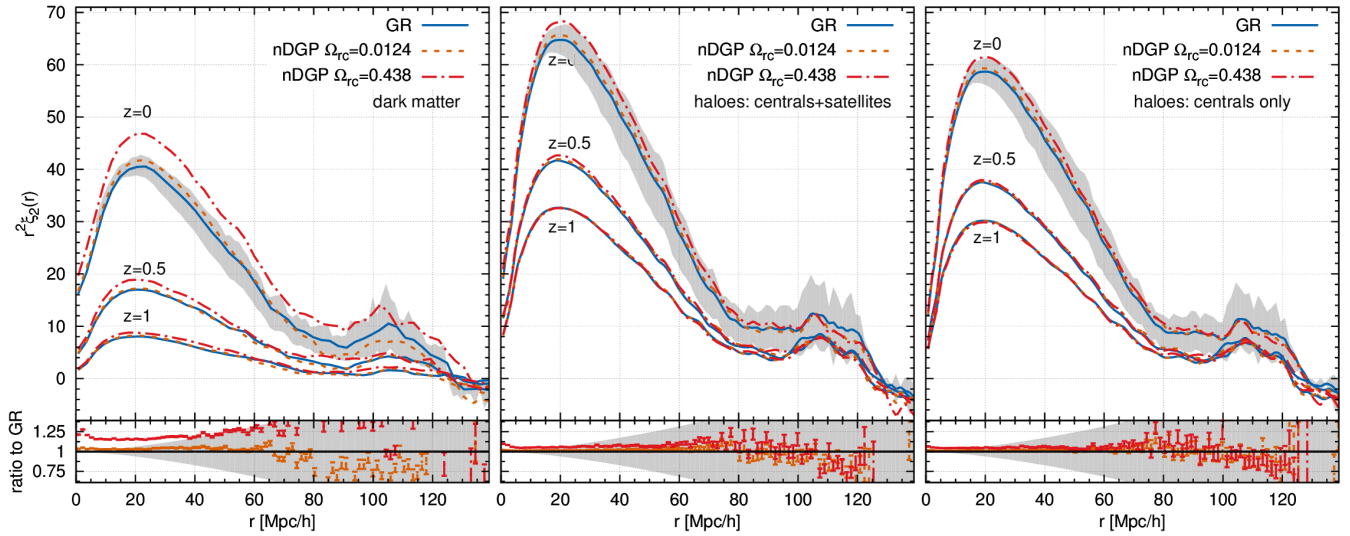 GR
nDGP Ωrc=0.0124
nDGP Ωrc=0.438
dark matter
z=0
z=0.5
z=1
r²ξ₂(r)
70
60
50
40
30
20
10
0
ratio to GR
1.25
1
0.75
0 20 40 60 80 100 120
r [Mpc/h]
GR
nDGP Ωrc=0.0124
nDGP Ωrc=0.438
haloes: centrals+satellites
z=0.5
z=1
0 20 40 60 80 100 120
r [Mpc/h]
GR
nDGP Ωrc=0.0124
nDGP Ωrc=0.438
haloes: centrals only
z=0
z=0.5
z=1
0 20 40 60 80 100 120
r [Mpc/h]